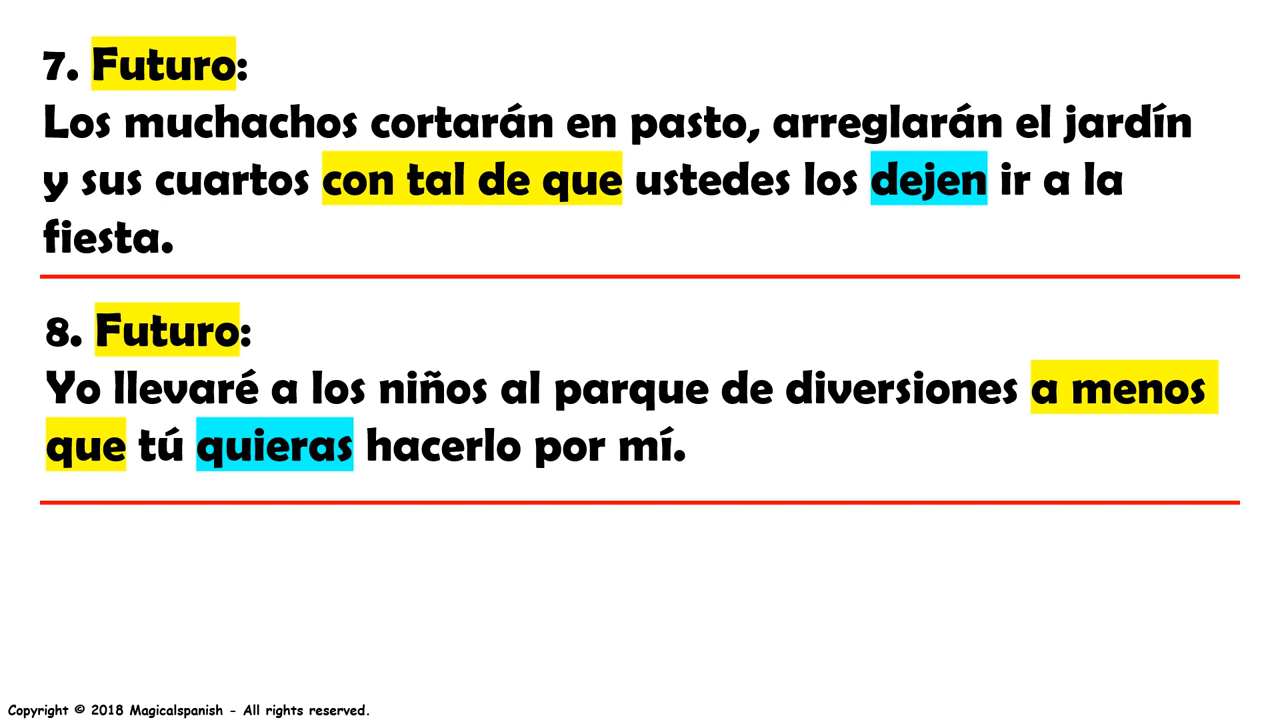 7. Futuro:
Los muchachos cortarán en pasto, arreglarán el jardín
y sus cuartos con tal de que ustedes los dejen ir a la
fiesta.
8. Futuro:
Yo llevaré a los niños al parque de diversiones a menos
que tú quieras hacerlo por mí.
Copyright © 2018 Magicalspanish - All rights reserved.